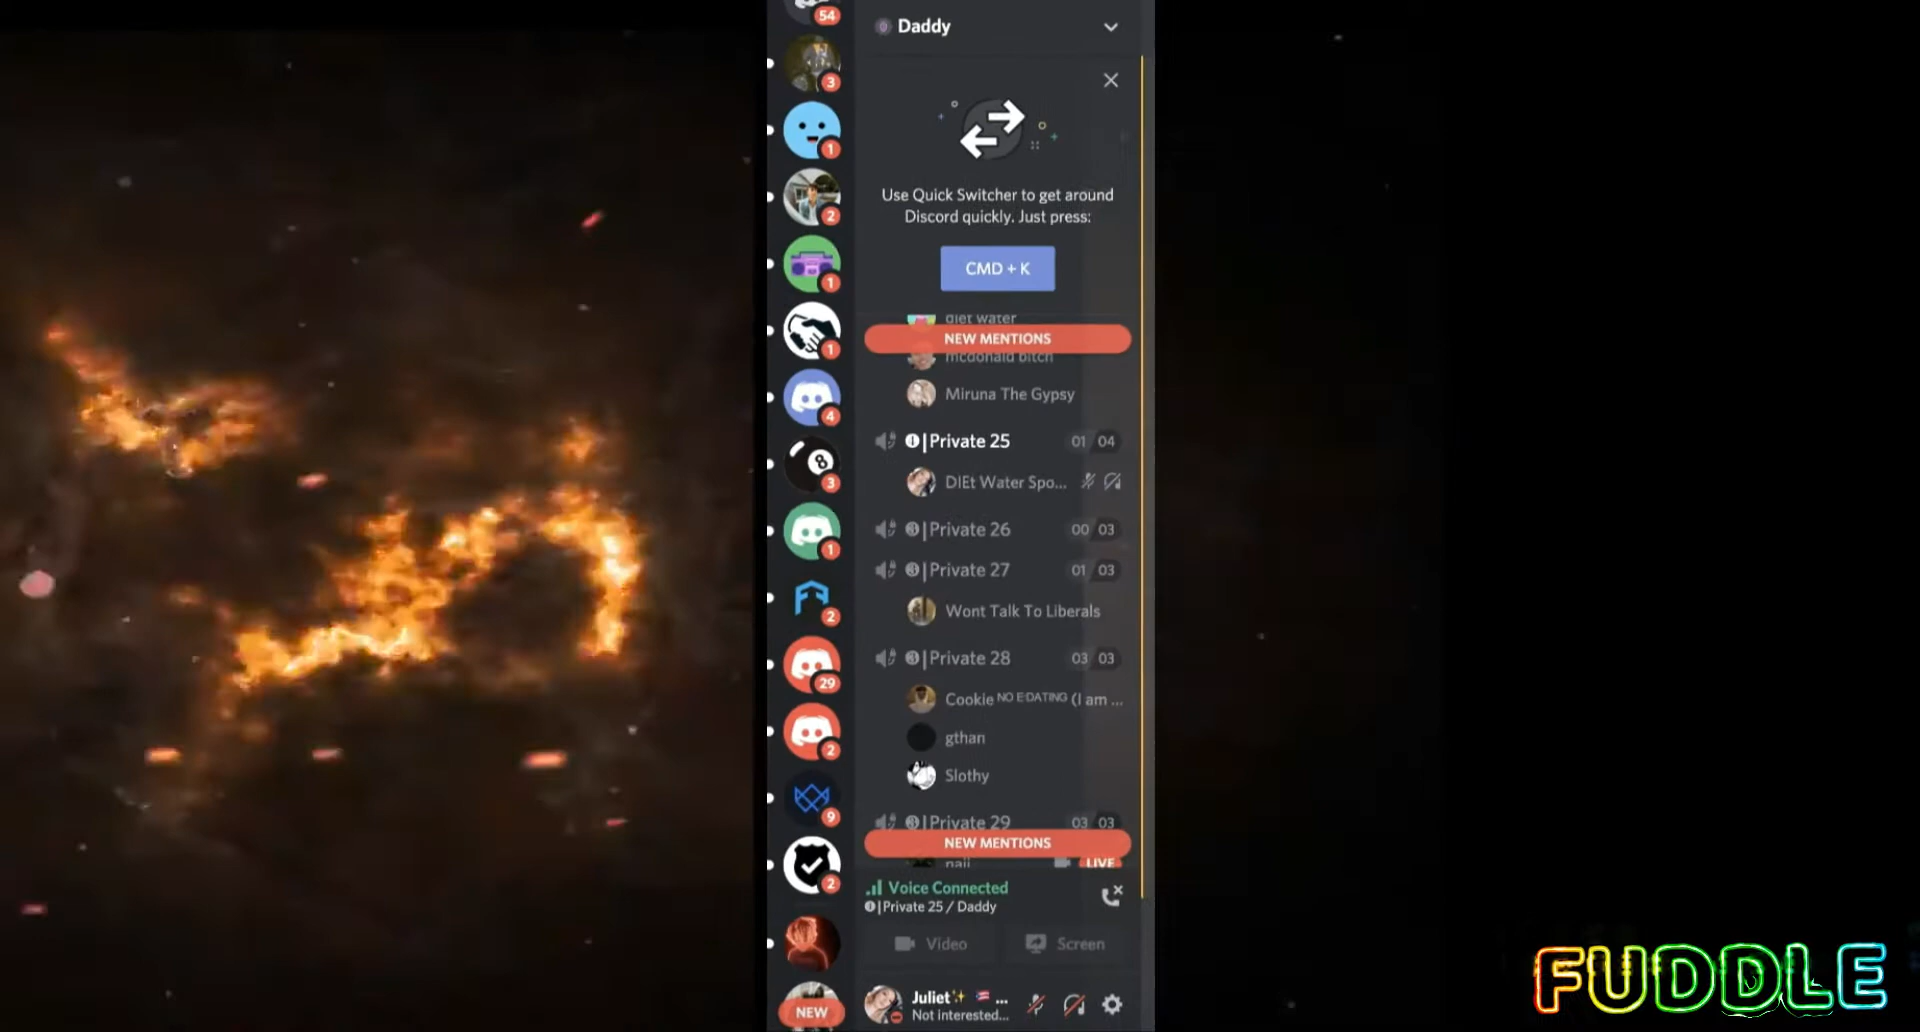 54
Daddy
3
1
Use Quick Switcher to get around
Discord quickly. Just press:
2
CMD + K
1
diet water
NEW MENTIONS
mcdonald bitch
1
Miruna The Gypsy
4
Private 25 01 04
8
3
DIEt Water Spo...
Private 26 00 03
1
Private 27 01 03
2
Wont Talk To Liberals
Private 28 03 03
29
Cookie NO E-DATING (I am ...
gthan
2
Slothy
9
Private 29 03 03
NEW MENTIONS
LIVE
2
Voice Connected
Private 25 / Daddy
Video Screen
Juliet ...
Not interested...
NEW
FUDDLE